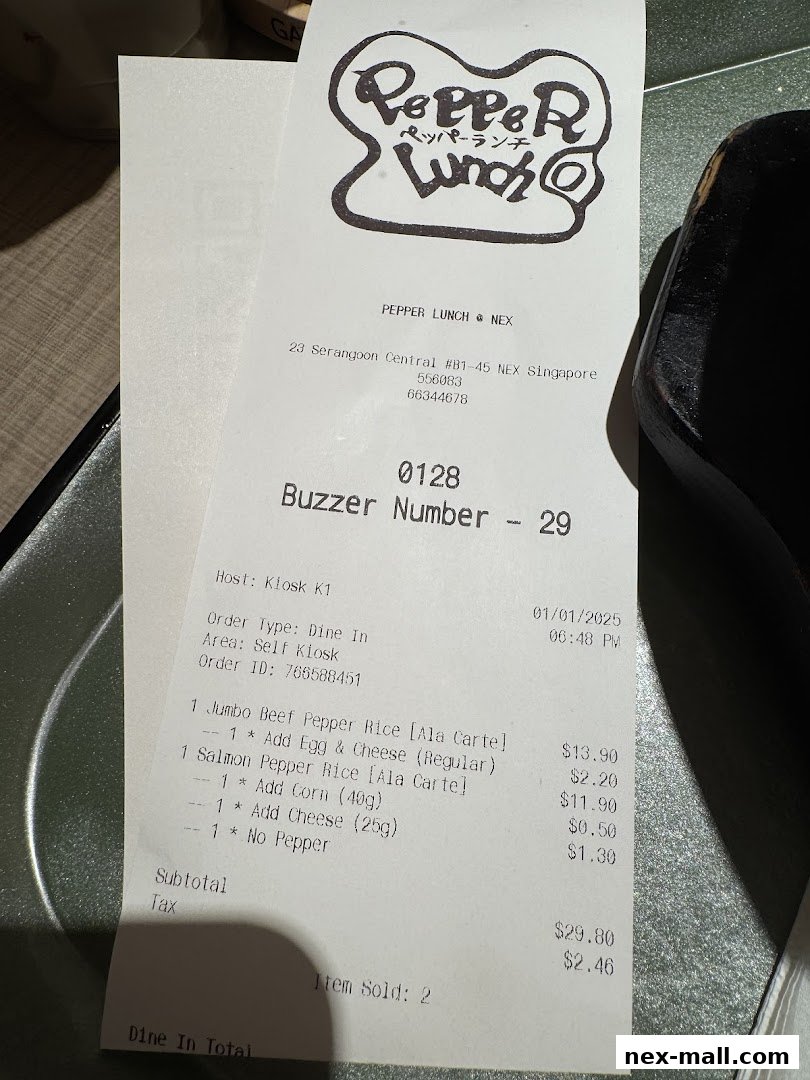 PEPPER
ペッパーランチ
Lunch
PEPPER LUNCH @ NEX
23 Serangoon Central #B1-45 NEX Singapore
556083
66344678
0128
Buzzer Number - 29
Host: Kiosk K1
01/01/2025
06:48 PM
Order Type: Dine In
Area: Self Kiosk
Order ID: 766588451
1 Jumbo Beef Pepper Rice [Ala Carte] $13.90
-- 1 * Add Egg & Cheese (Regular) $2.20
1 Salmon Pepper Rice [Ala Carte] $11.90
-- 1 * Add Corn (40g) $0.50
-- 1 * Add Cheese (25g) $1.30
-- 1 * No Pepper
Subtotal $29.80
Tax $2.46
Item Sold: 2
Dine In Total
nex-mall.com